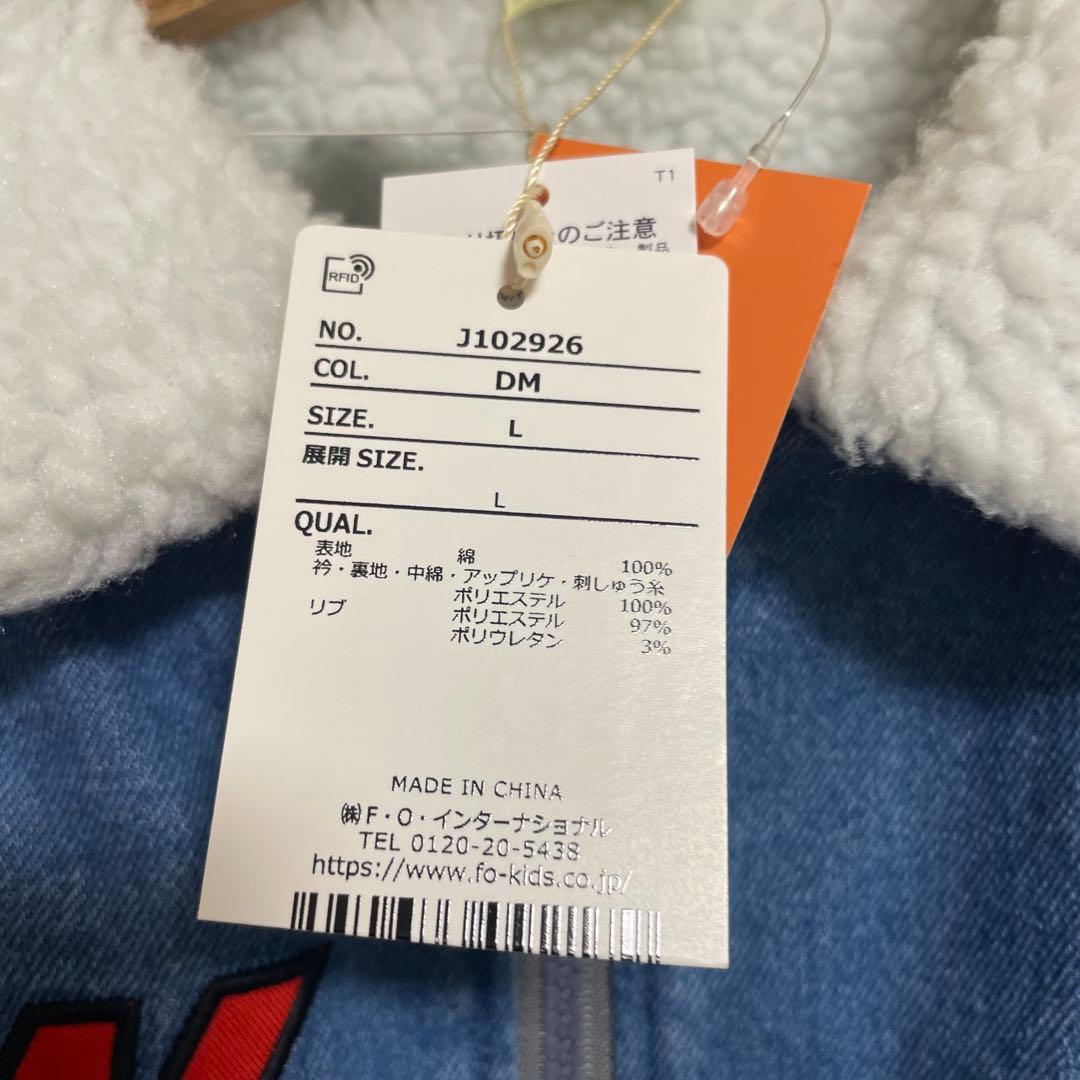 T1
のご注意
製品
RFID
NO. J102926
COL. DM
SIZE. L
展開 SIZE.
L
QUAL.
表地 綿 100%
衿・裏地・中綿・アップリケ・刺しゅう糸
ポリエステル 100%
リブ ポリエステル 97%
ポリウレタン 3%
MADE IN CHINA
㈱F・O・インターナショナル
TEL 0120-20-5438
https://www.fo-kids.co.jp/